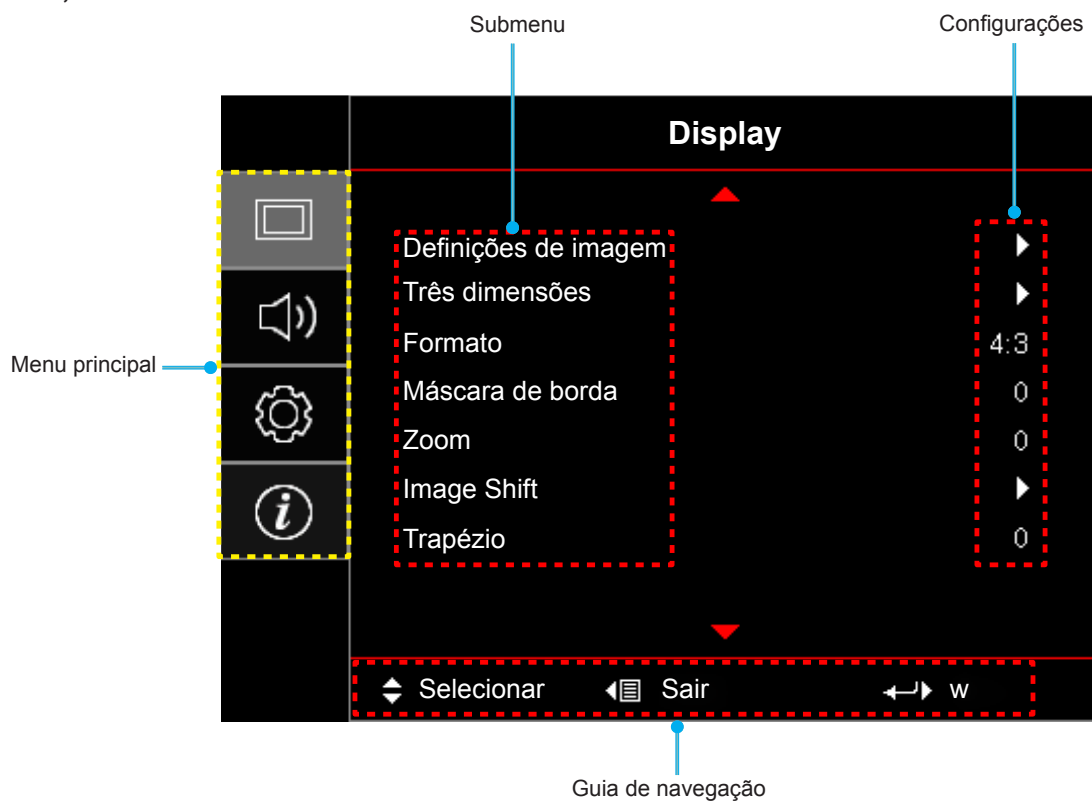 Submenu
Configurações
Display
Definições de imagem
Três dimensões
Formato 4:3
Máscara de borda 0
Zoom 0
Image Shift
Trapézio 0
Menu principal
Selecionar Sair w
Guia de navegação